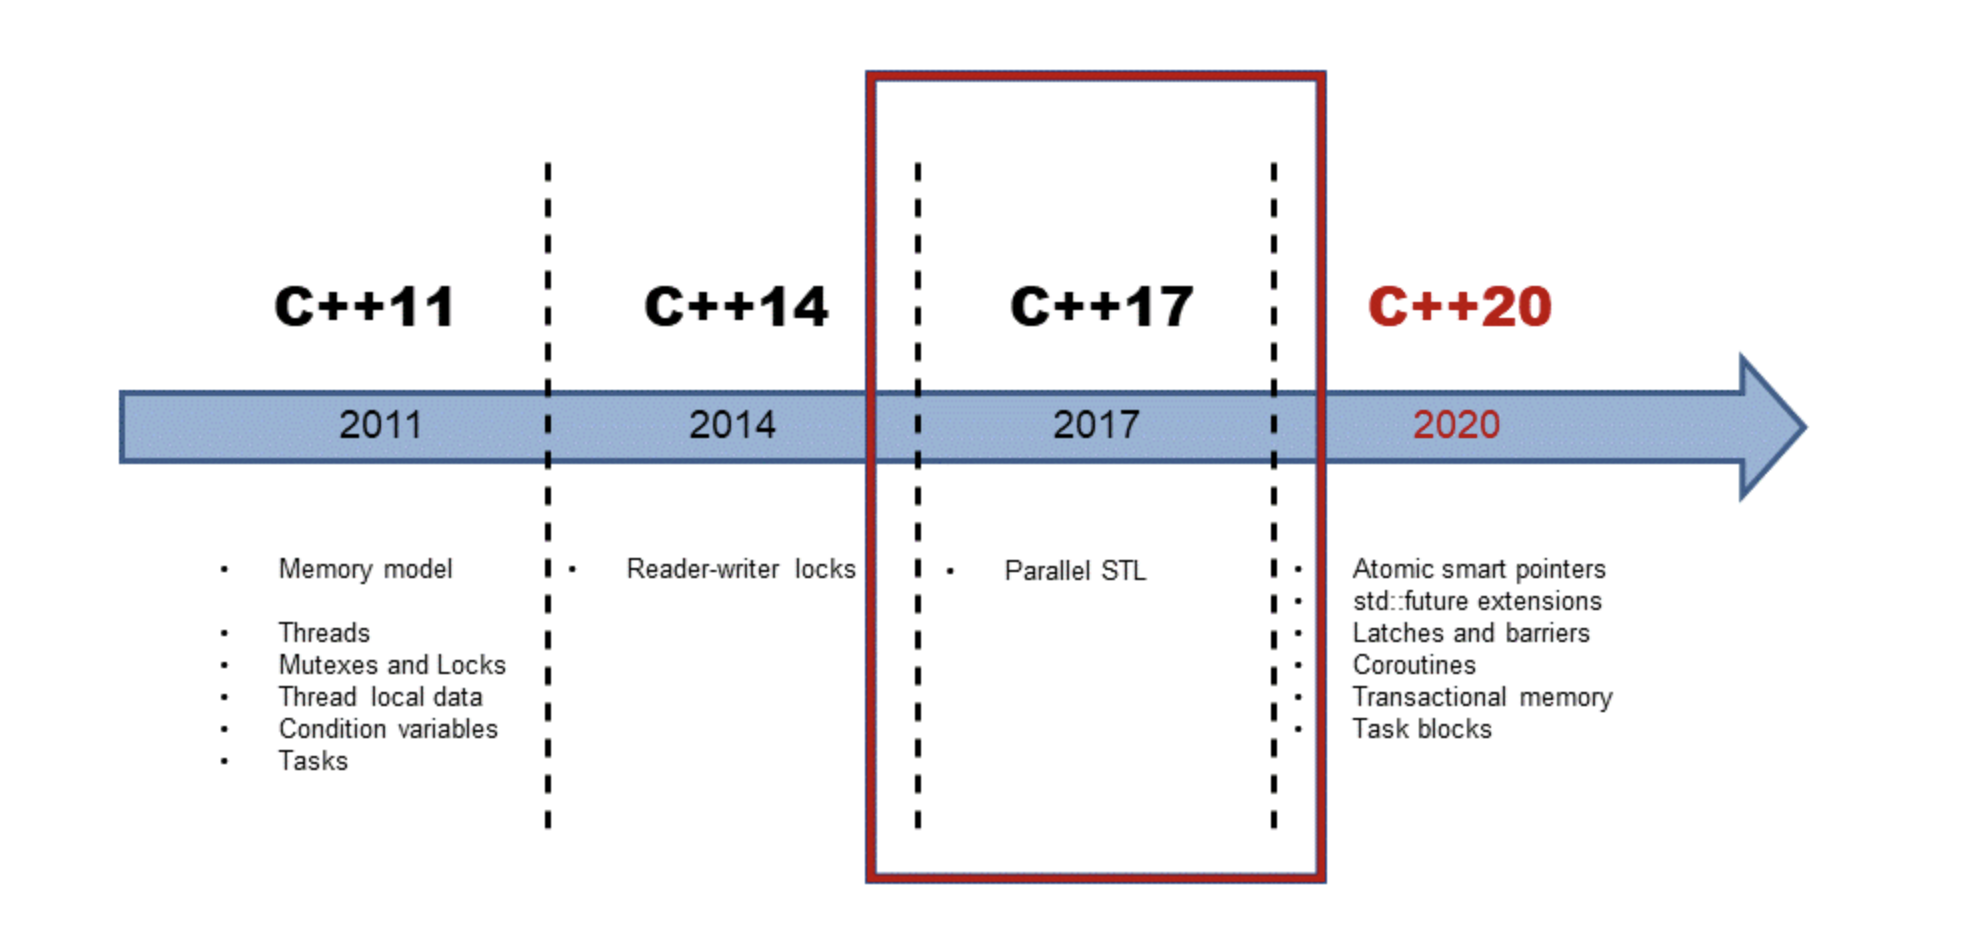 C++11
C++14
C++17
C++20
2011
2014
2017
2020
• Memory model
• Threads
• Mutexes and Locks
• Thread local data
• Condition variables
• Tasks
• Reader-writer locks
• Parallel STL
• Atomic smart pointers
• std::future extensions
• Latches and barriers
• Coroutines
• Transactional memory
• Task blocks